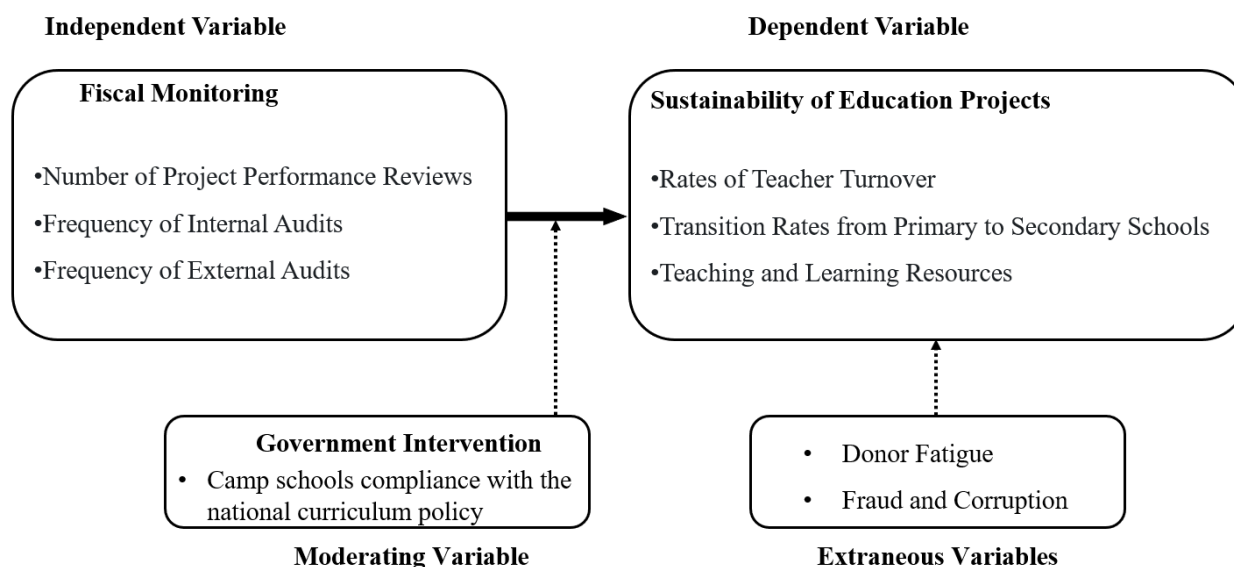 Independent Variable
Dependent Variable
Fiscal Monitoring
•Number of Project Performance Reviews
•Frequency of Internal Audits
•Frequency of External Audits
Sustainability of Education Projects
•Rates of Teacher Turnover
•Transition Rates from Primary to Secondary Schools
•Teaching and Learning Resources
Government Intervention
• Camp schools compliance with the
national curriculum policy
Moderating Variable
• Donor Fatigue
• Fraud and Corruption
Extraneous Variables